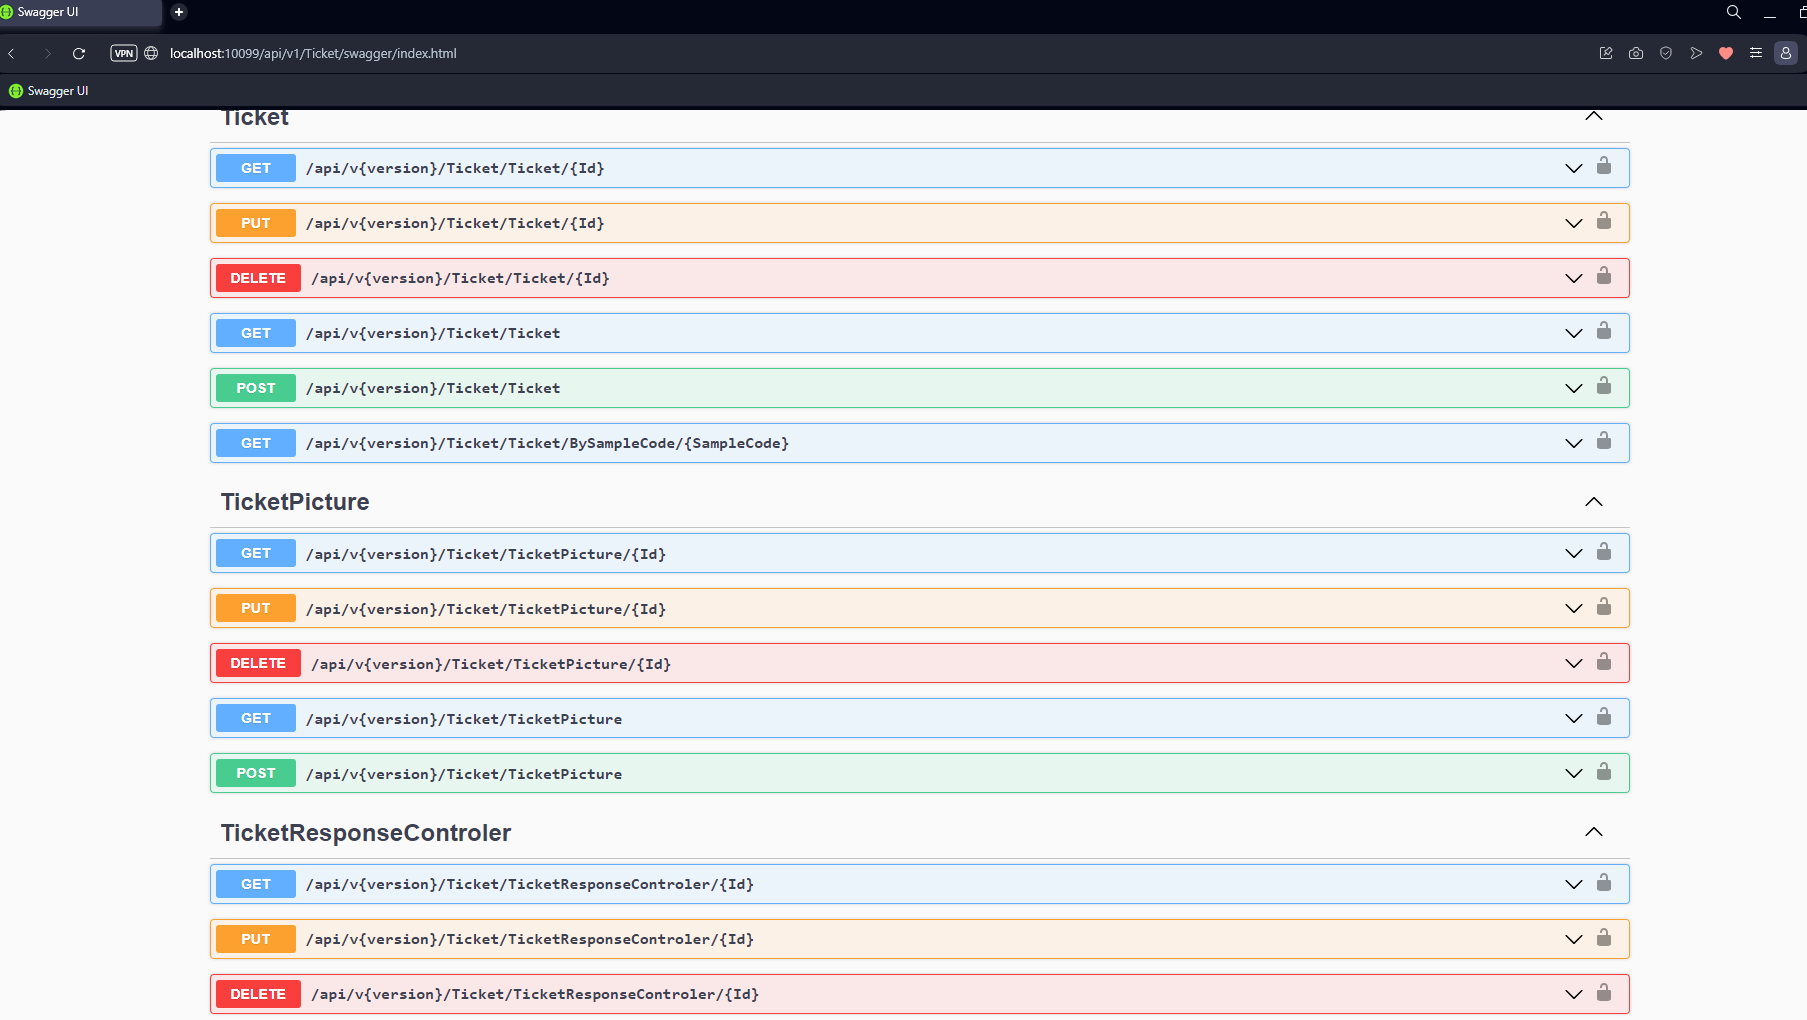 Swagger UI
VPN localhost:10099/api/v1/Ticket/swagger/index.html
Swagger UI
Ticket
GET /api/v{version}/Ticket/Ticket/{Id}
PUT /api/v{version}/Ticket/Ticket/{Id}
DELETE /api/v{version}/Ticket/Ticket/{Id}
GET /api/v{version}/Ticket/Ticket
POST /api/v{version}/Ticket/Ticket
GET /api/v{version}/Ticket/Ticket/BySampleCode/{SampleCode}
TicketPicture
GET /api/v{version}/Ticket/TicketPicture/{Id}
PUT /api/v{version}/Ticket/TicketPicture/{Id}
DELETE /api/v{version}/Ticket/TicketPicture/{Id}
GET /api/v{version}/Ticket/TicketPicture
POST /api/v{version}/Ticket/TicketPicture
TicketResponseControler
GET /api/v{version}/Ticket/TicketResponseControler/{Id}
PUT /api/v{version}/Ticket/TicketResponseControler/{Id}
DELETE /api/v{version}/Ticket/TicketResponseControler/{Id}